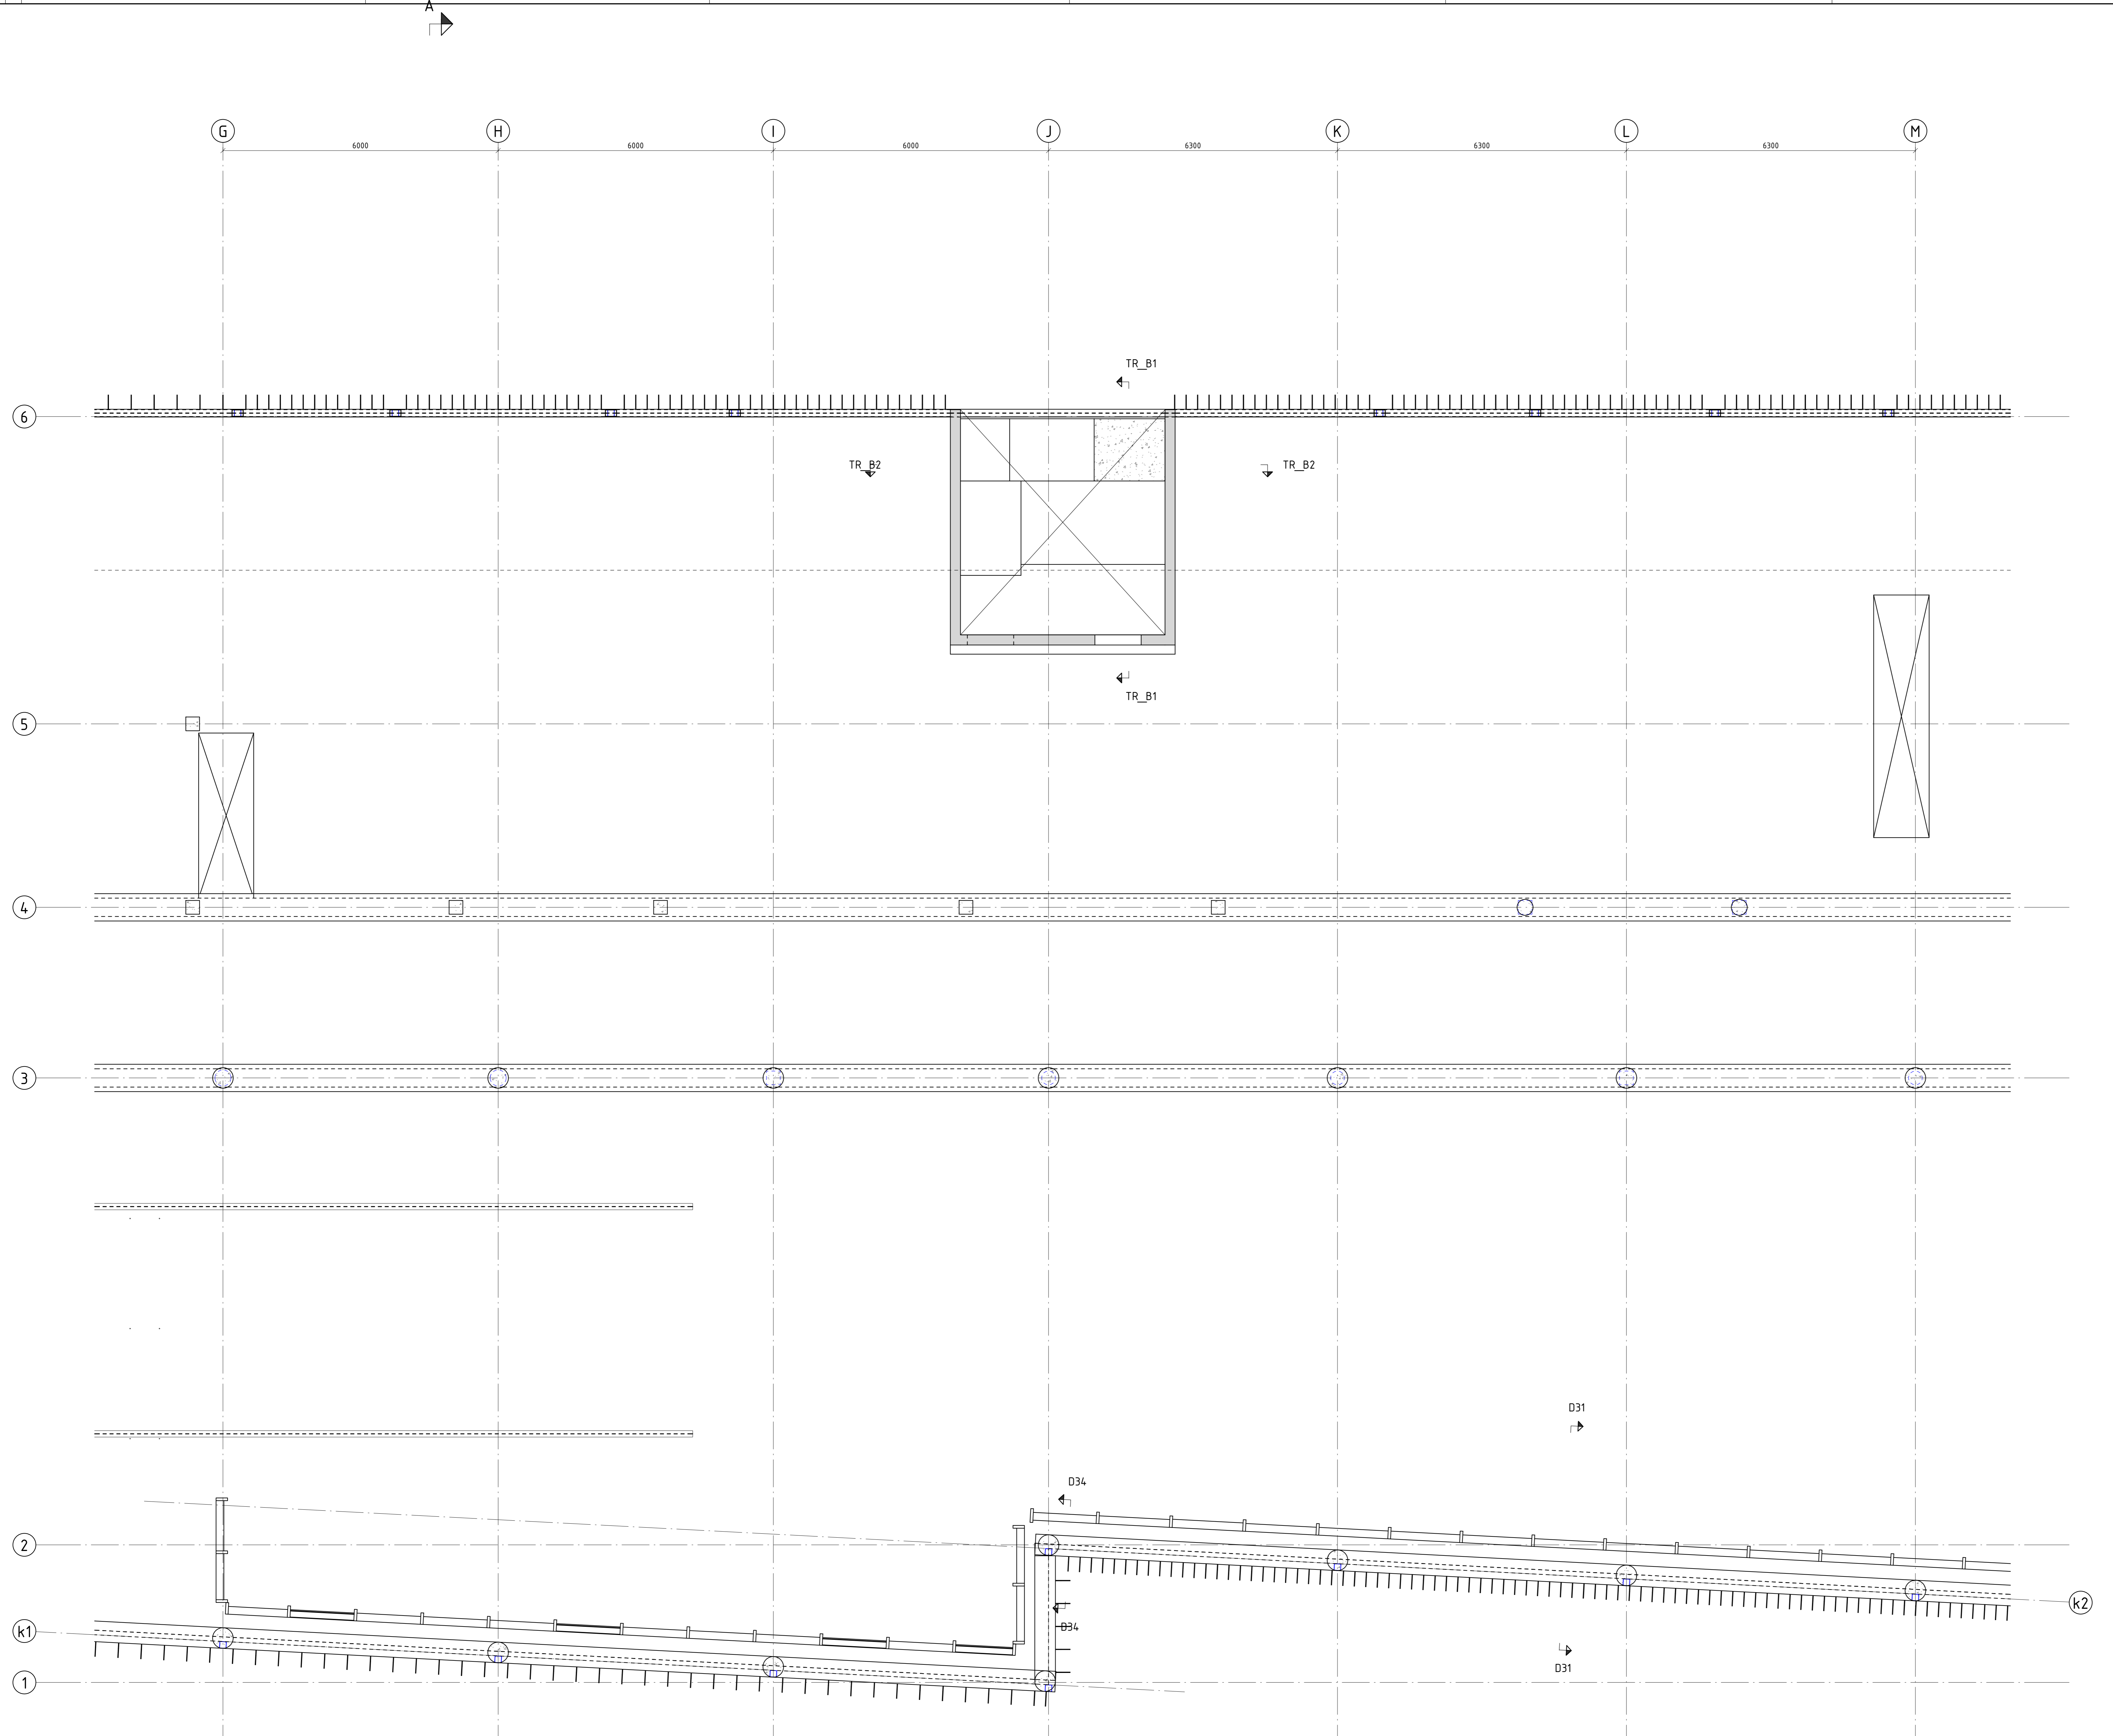 A
G H I J K L M
6000 6000 6000 6300 6300 6300
TR_B1
6
TR_B2 TR_B2
TR_B1
5
4
3
D31
D34
2
k2
k1
D34
D31
1